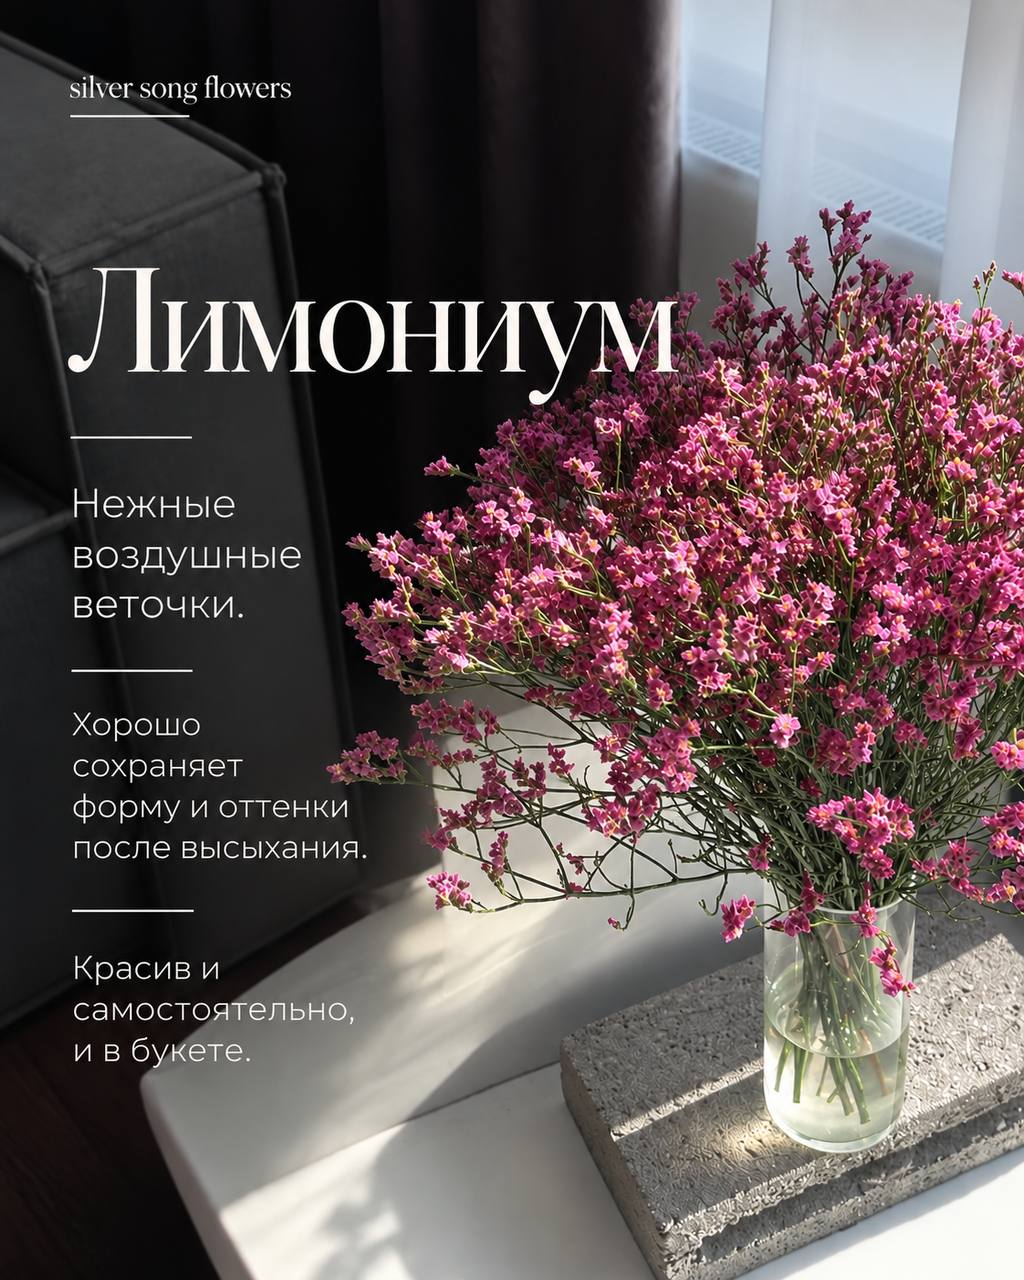 silver song flowers
Лимониум
Нежные
воздушные
веточки.
Хорошо
сохраняет
форму и оттенки
после высыхания.
Красив и
самостоятельно,
и в букете.